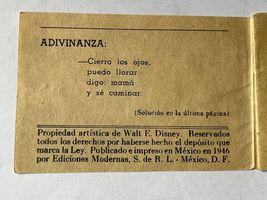 ADIVINANZA:
—Cierro los ojos,
puedo llorar
digo: mamá
y sé caminar.
(Solución en la última página)
Propiedad artística de Walt E. Disney. Reservados
todos los derechos por haberse hecho el depósito que
marca la Ley. Publicado e impreso en México en 1946
por Ediciones Modernas, S. de R. L. - México, D. F.